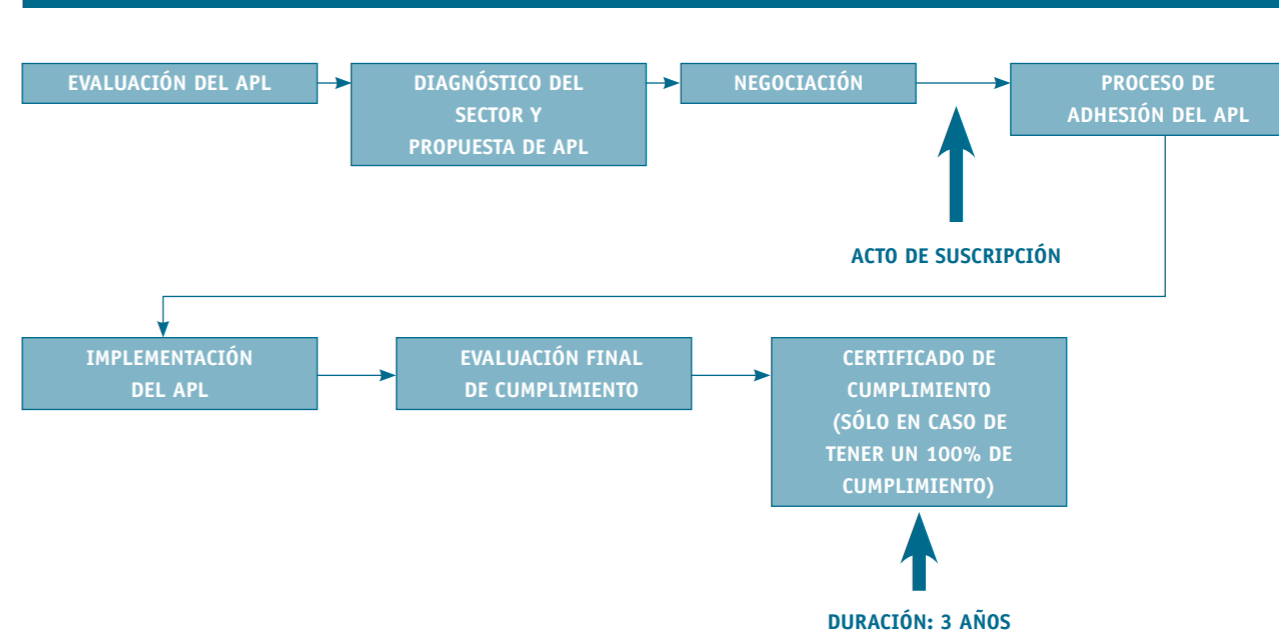 EVALUACIÓN DEL APL
DIAGNÓSTICO DEL
SECTOR Y
PROPUESTA DE APL
NEGOCIACIÓN
PROCESO DE
ADHESIÓN DEL APL
ACTO DE SUSCRIPCIÓN
IMPLEMENTACIÓN
DEL APL
EVALUACIÓN FINAL
DE CUMPLIMIENTO
CERTIFICADO DE
CUMPLIMIENTO
(SÓLO EN CASO DE
TENER UN 100% DE
CUMPLIMIENTO)
DURACIÓN: 3 AÑOS